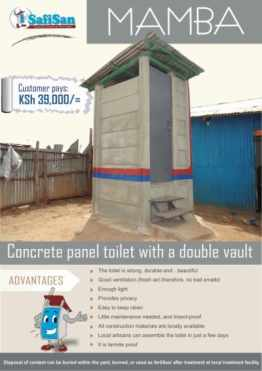 SafiSan
MAMBA
Customer pays:
KSh 39,000/=
Concrete panel toilet with a double vault
ADVANTAGES
The toilet is strong, durable and beautiful
Good ventilation (fresh air) therefore, no bad smells!
Enough light
Provides privacy
Easy to keep clean
Little maintenance needed, and insect-proof
All construction materials are locally available
Local artisans can assemble the toilet in just a few days
It is termite proof
Disposal of content can be buried within the yard, burned, or used as fertiliser after treatment at local treatment facility